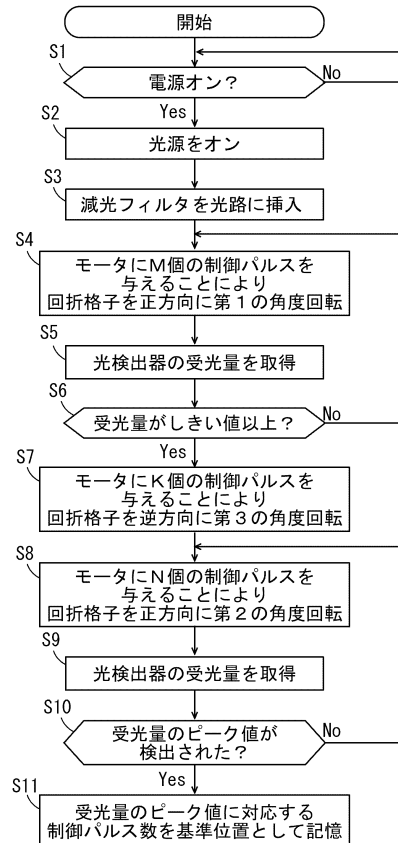 開始
S1
電源オン?
No
Yes
S2
光源をオン
S3
減光フィルタを光路に挿入
S4
モータにM個の制御パルスを
与えることにより
回折格子を正方向に第1の角度回転
S5
光検出器の受光量を取得
S6
受光量がしきい値以上?
No
Yes
S7
モータにK個の制御パルスを
与えることにより
回折格子を逆方向に第3の角度回転
S8
モータにN個の制御パルスを
与えることにより
回折格子を正方向に第2の角度回転
S9
光検出器の受光量を取得
S10
受光量のピーク値が
検出された?
No
Yes
S11
受光量のピーク値に対応する
制御パルス数を基準位置として記憶